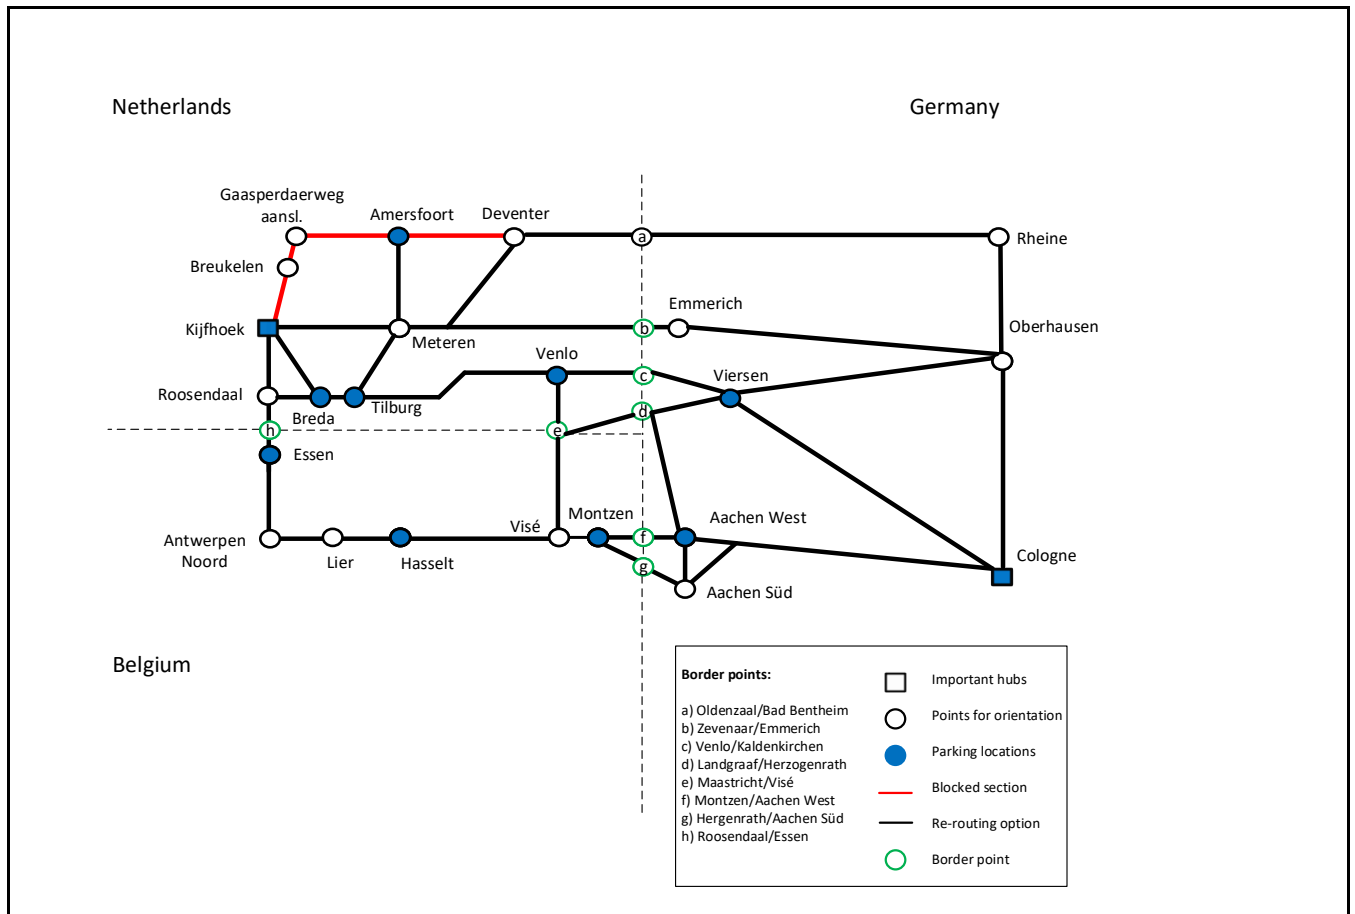 Netherlands
Germany
Gaasperdaerweg
aansl.
Amersfoort
Deventer
a
Rheine
Breukelen
Emmerich
Kijfhoek
b
Oberhausen
Meteren
Venlo
c
Viersen
Roosendaal
Breda
Tilburg
d
h
e
Essen
Montzen
Aachen West
Visé
f
Antwerpen
Noord
Lier
Hasselt
Cologne
g
Aachen Süd
Belgium
Border points:
a) Oldenzaal/Bad Bentheim
b) Zevenaar/Emmerich
c) Venlo/Kaldenkirchen
d) Landgraaf/Herzogenrath
e) Maastricht/Visé
f) Montzen/Aachen West
g) Hergenrath/Aachen Süd
h) Roosendaal/Essen
Important hubs
Points for orientation
Parking locations
Blocked section
Re-routing option
Border point